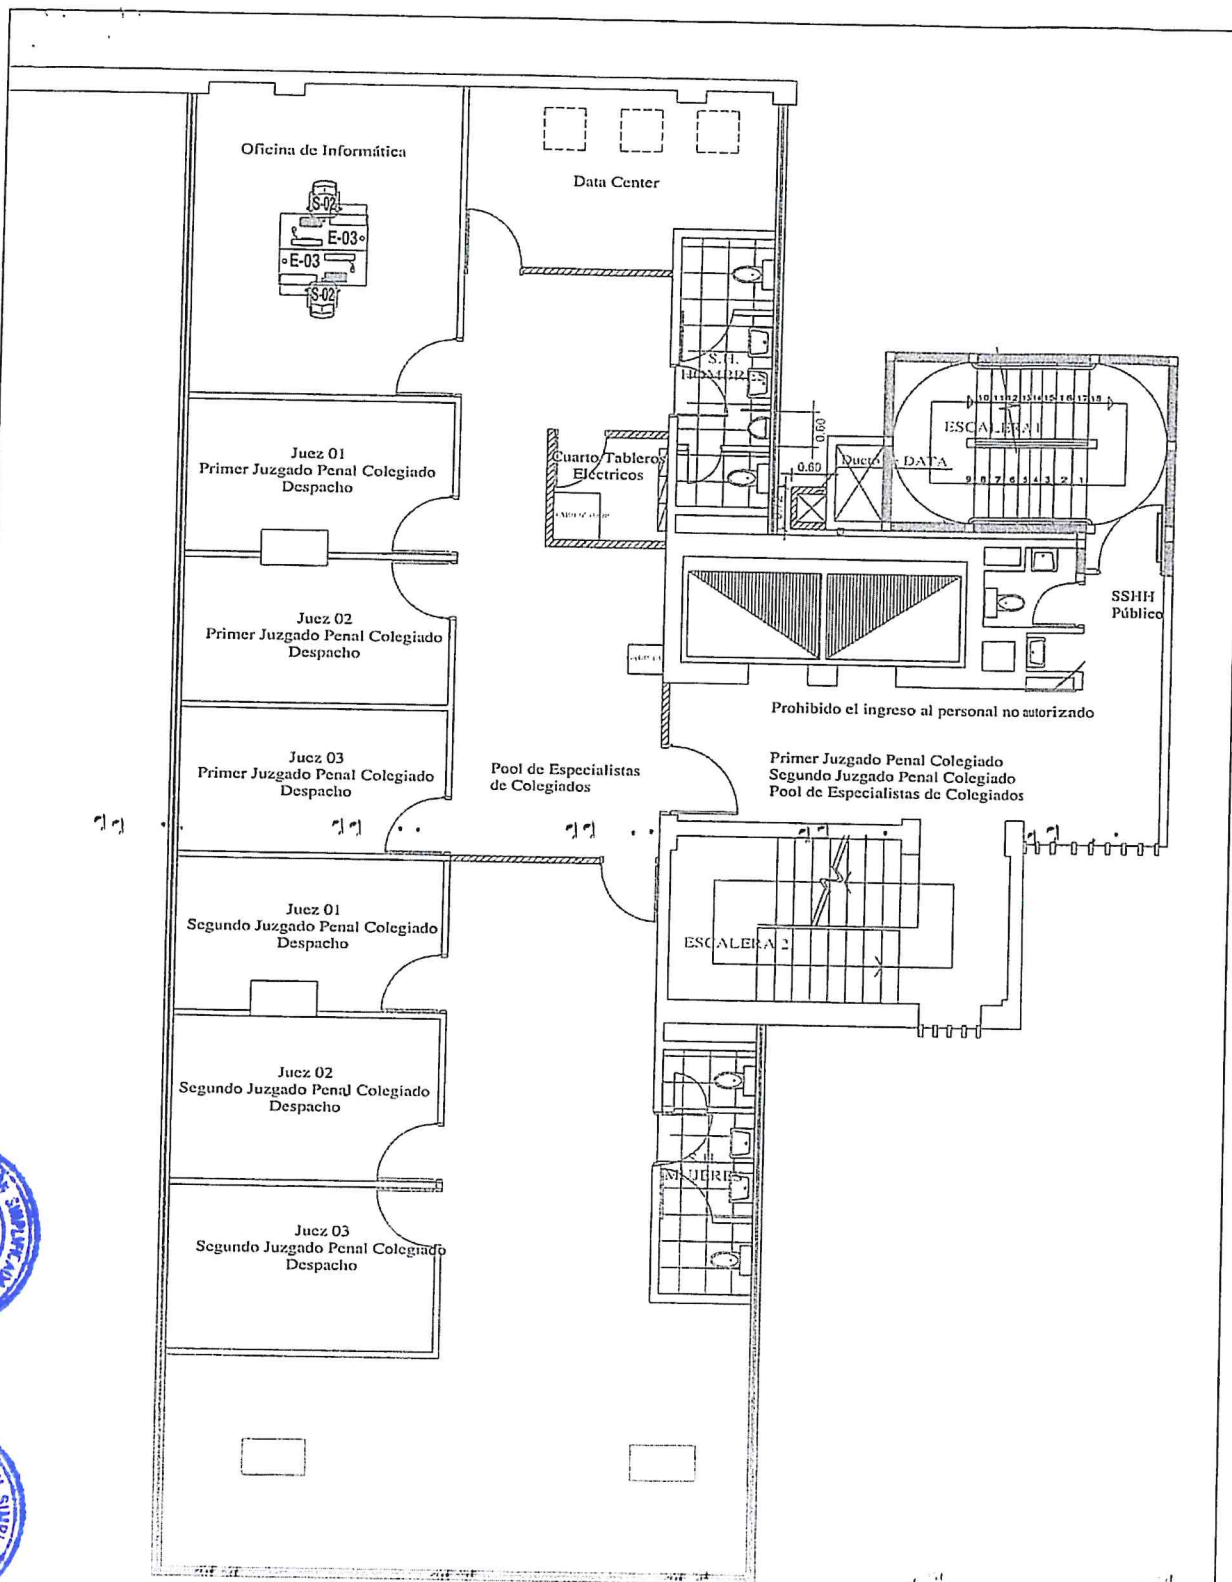 Oficina de Informática
S-02
E-03
E-03
S-02
Data Center
S.H.
HOMBRES
0.60
0.60
Ducto DATA
ESCALERA 1
10 11 12 13 14 15 16 17 18
9 8 7 6 5 4 3 2 1
Juez 01
Primer Juzgado Penal Colegiado
Despacho
Cuarto Tableros
Eléctricos
Juez 02
Primer Juzgado Penal Colegiado
Despacho
SSHH
Público
Prohibido el ingreso al personal no autorizado
Juez 03
Primer Juzgado Penal Colegiado
Despacho
Pool de Especialistas
de Colegiados
Primer Juzgado Penal Colegiado
Segundo Juzgado Penal Colegiado
Pool de Especialistas de Colegiados
Juez 01
Segundo Juzgado Penal Colegiado
Despacho
ESCALERA 2
Juez 02
Segundo Juzgado Penal Colegiado
Despacho
S.H.
MUJERES
Juez 03
Segundo Juzgado Penal Colegiado
Despacho